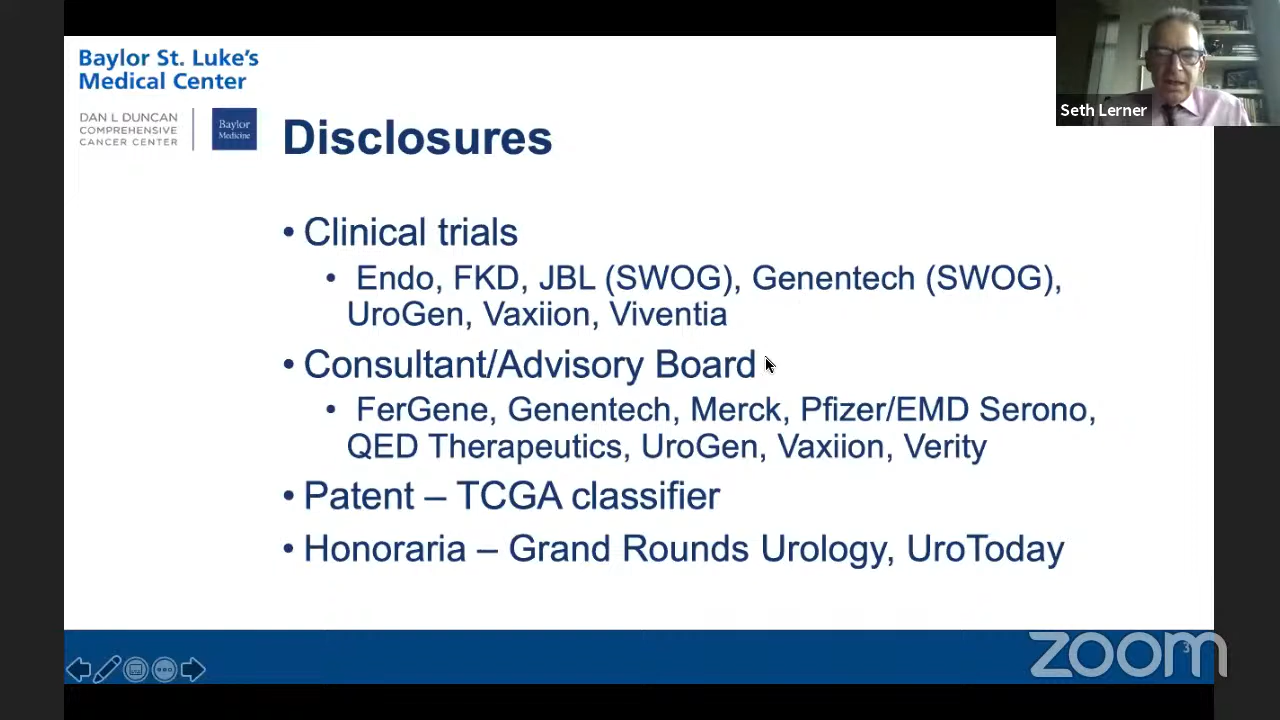 Baylor St. Luke's
Medical Center
DAN L DUNCAN
COMPREHENSIVE
CANCER CENTER
Baylor
Medicine
Seth Lerner
Disclosures
• Clinical trials
• Endo, FKD, JBL (SWOG), Genentech (SWOG),
UroGen, Vaxiion, Viventia
• Consultant/Advisory Board
• FerGene, Genentech, Merck, Pfizer/EMD Serono,
QED Therapeutics, UroGen, Vaxiion, Verity
• Patent – TCGA classifier
• Honoraria – Grand Rounds Urology, UroToday
zoom
3